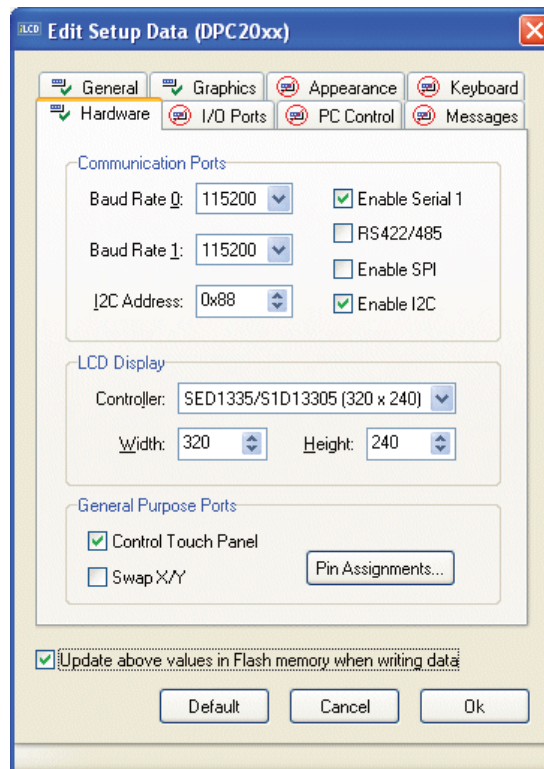 iLCD Edit Setup Data (DPC20xx)
General Graphics Appearance Keyboard
Hardware I/O Ports PC Control Messages
Communication Ports
Baud Rate 0: 115200 Enable Serial 1
RS422/485
Baud Rate 1: 115200
Enable SPI
I2C Address: 0x88 Enable I2C
LCD Display
Controller: SED1335/S1D13305 (320 x 240)
Width: 320 Height: 240
General Purpose Ports
Control Touch Panel
Swap X/Y Pin Assignments...
Update above values in Flash memory when writing data
Default Cancel Ok